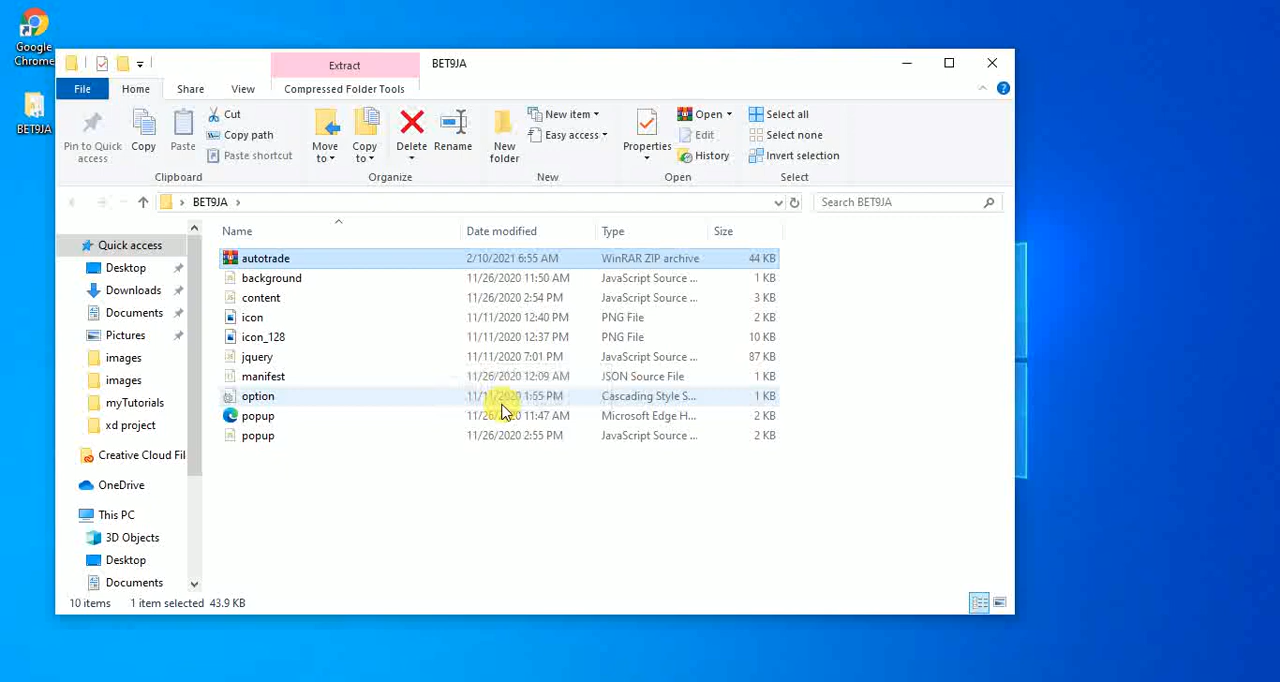 Google
Chrome
BET9JA
Extract
BET9JA
File
Home
Share
View
Compressed Folder Tools
Pin to Quick
access
Copy
Paste
Cut
Copy path
Paste shortcut
Clipboard
Move
to
Copy
to
Delete
Rename
Organize
New
folder
New item
Easy access
New
Properties
Open
Edit
History
Open
Select all
Select none
Invert selection
Select
BET9JA
Search BET9JA
Name
Date modified
Type
Size
Quick access
Desktop
Downloads
Documents
Pictures
images
images
myTutorials
xd project
Creative Cloud Fil
OneDrive
This PC
3D Objects
Desktop
Documents
autotrade 2/10/2021 6:55 AM WinRAR ZIP archive 44 KB
background 11/26/2020 11:50 AM JavaScript Source ... 2 KB
content 11/26/2020 2:54 PM JavaScript Source ... 3 KB
icon 11/11/2020 12:40 PM PNG File 2 KB
icon_128 11/11/2020 12:37 PM PNG File 10 KB
jquery 11/11/2020 7:01 PM JavaScript Source ... 87 KB
manifest 11/26/2020 12:09 AM JSON Source File 1 KB
option 11/11/2020 1:55 PM Cascading Style S... 1 KB
popup 11:47 AM Microsoft Edge H... 2 KB
popup 11/26/2020 2:55 PM JavaScript Source ... 2 KB
10 items 1 item selected 43.9 KB